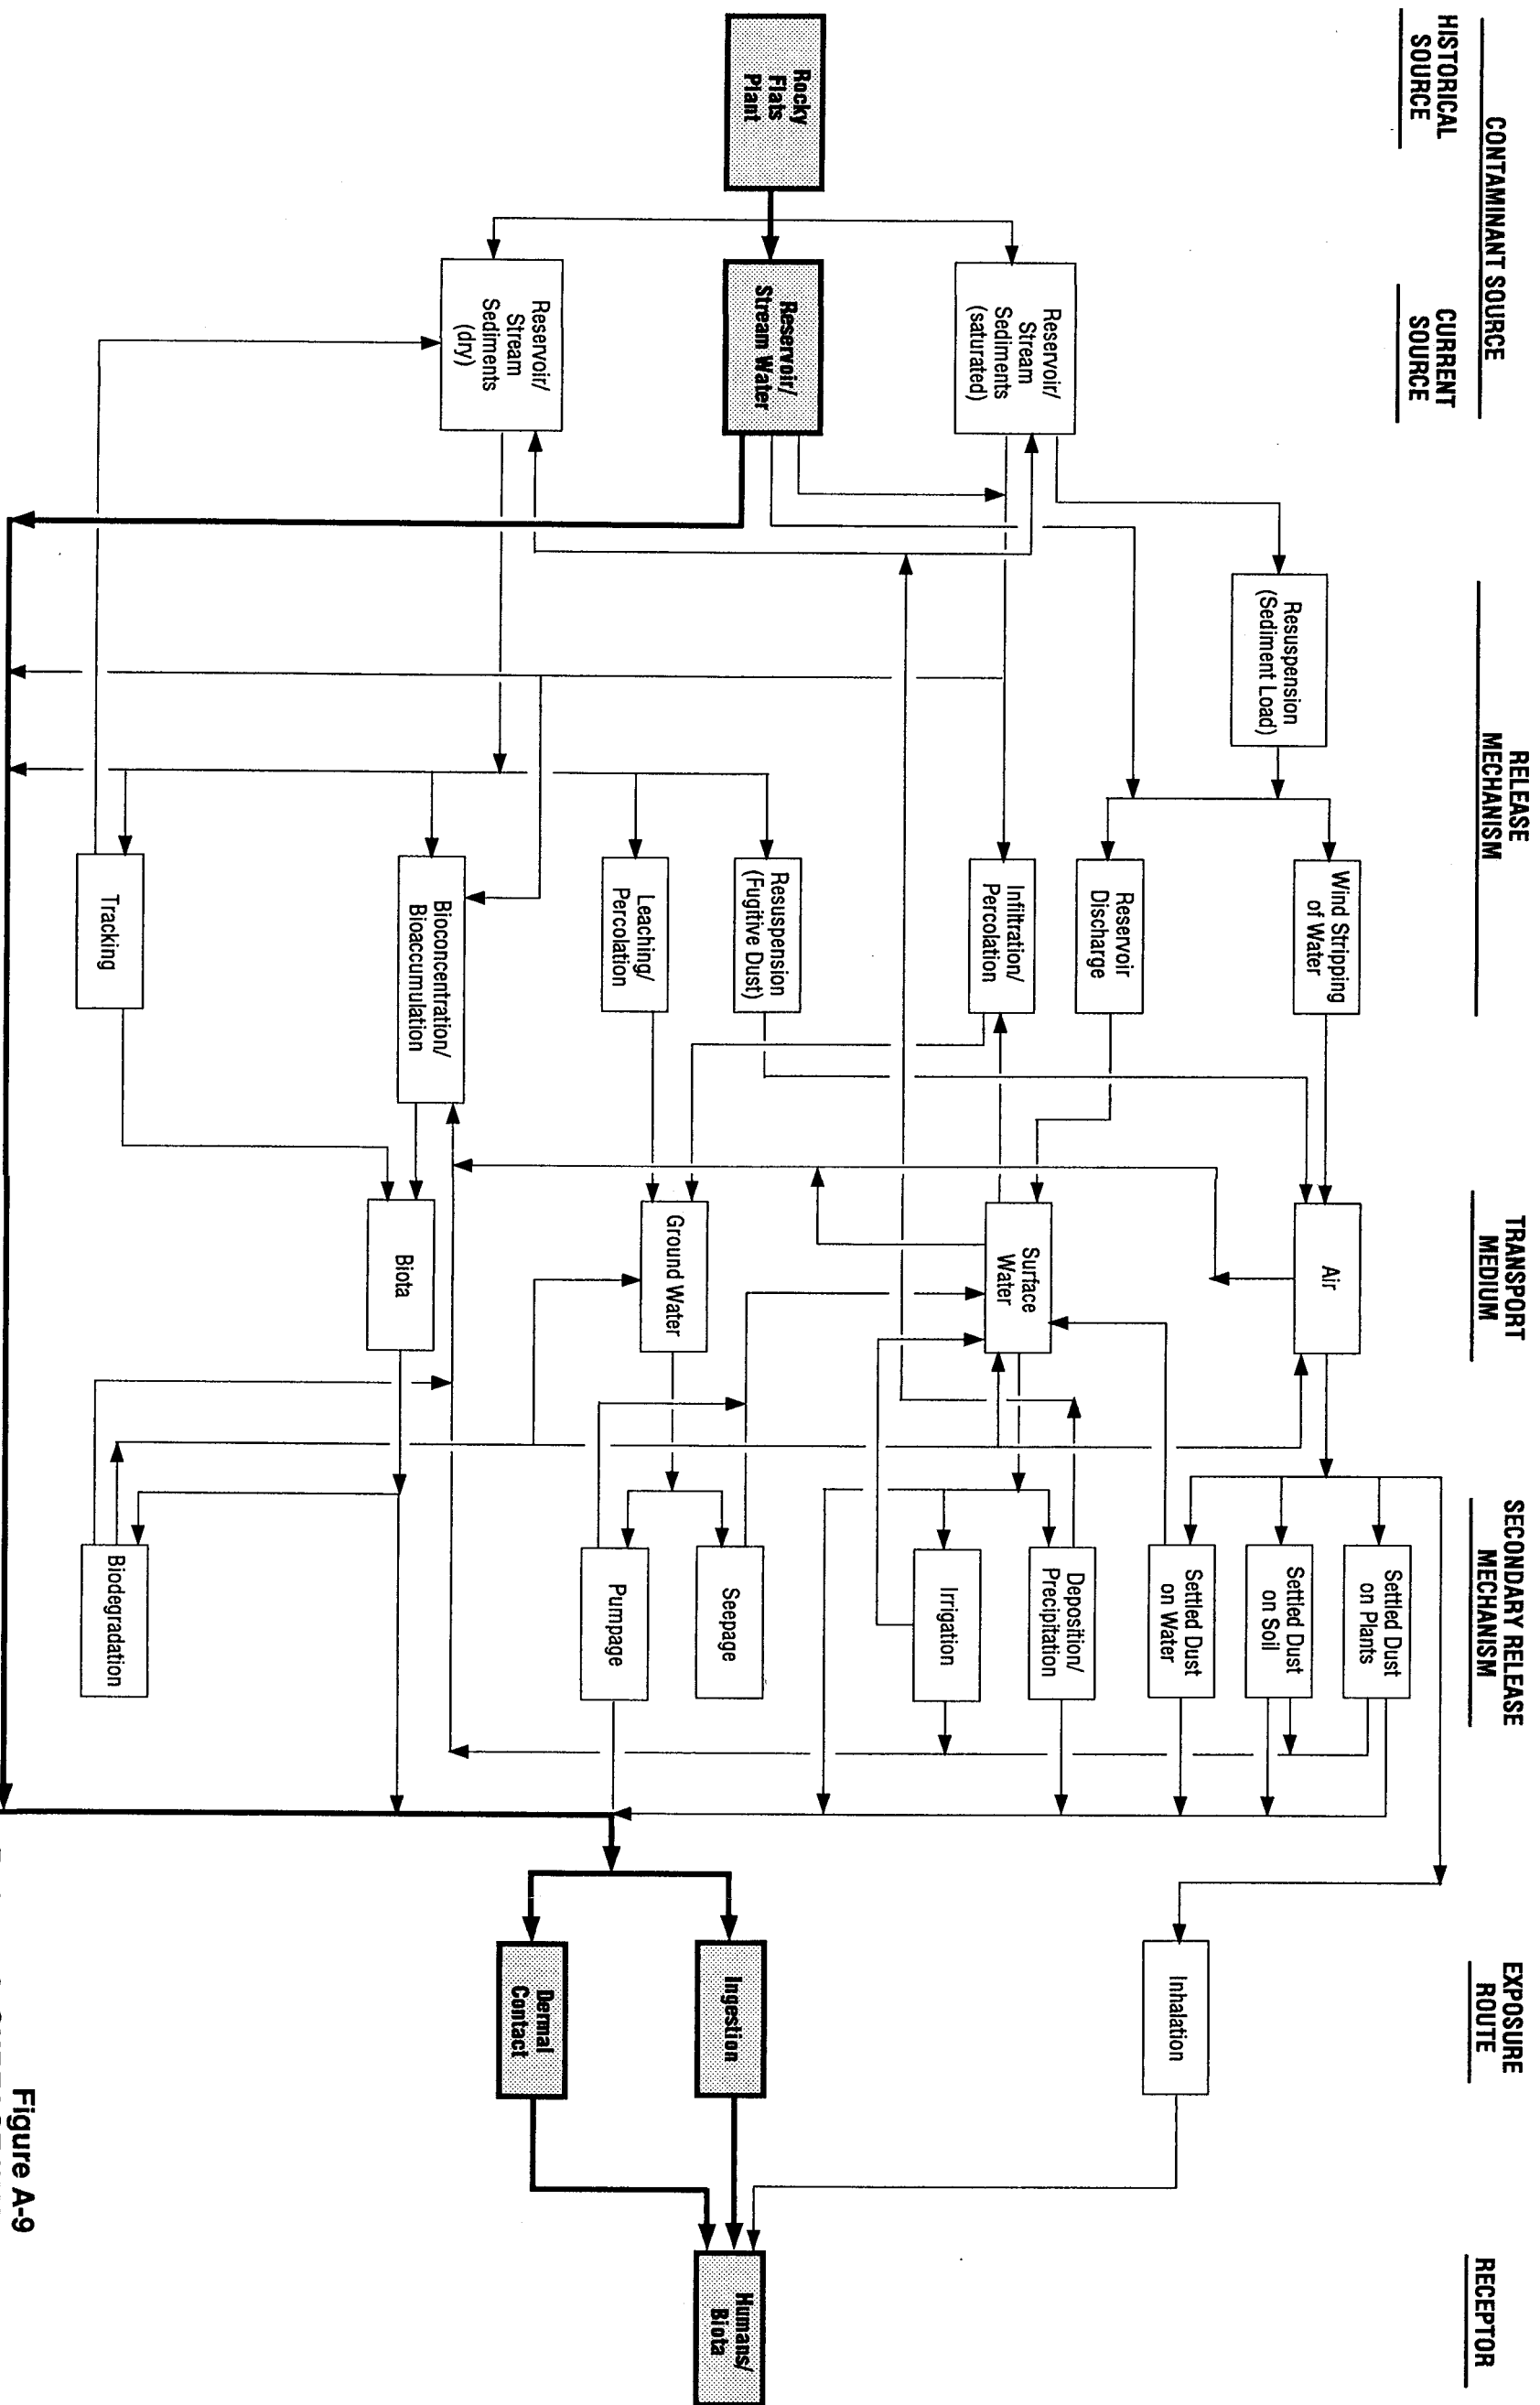 CONTAMINANT SOURCE
HISTORICAL
SOURCE
CURRENT
SOURCE
RELEASE
MECHANISM
TRANSPORT
MEDIUM
SECONDARY RELEASE
MECHANISM
EXPOSURE
ROUTE
RECEPTOR
Rocky
Flats
Plant
Reservoir/
Stream
Sediments
(saturated)
Reservoir/
Stream Water
Reservoir/
Stream
Sediments
(dry)
Resuspension
(Sediment Load)
Wind Stripping
of Water
Reservoir
Discharge
Infiltration/
Percolation
Resuspension
(Fugitive Dust)
Leaching/
Percolation
Bioconcentration/
Bioaccumulation
Tracking
Air
Surface
Water
Ground Water
Biota
Settled Dust
on Plants
Settled Dust
on Soil
Settled Dust
on Water
Deposition/
Precipitation
Irrigation
Seepage
Pumpage
Biodegradation
Inhalation
Ingestion
Dermal
Contact
Humans/
Biota
Figure A-9